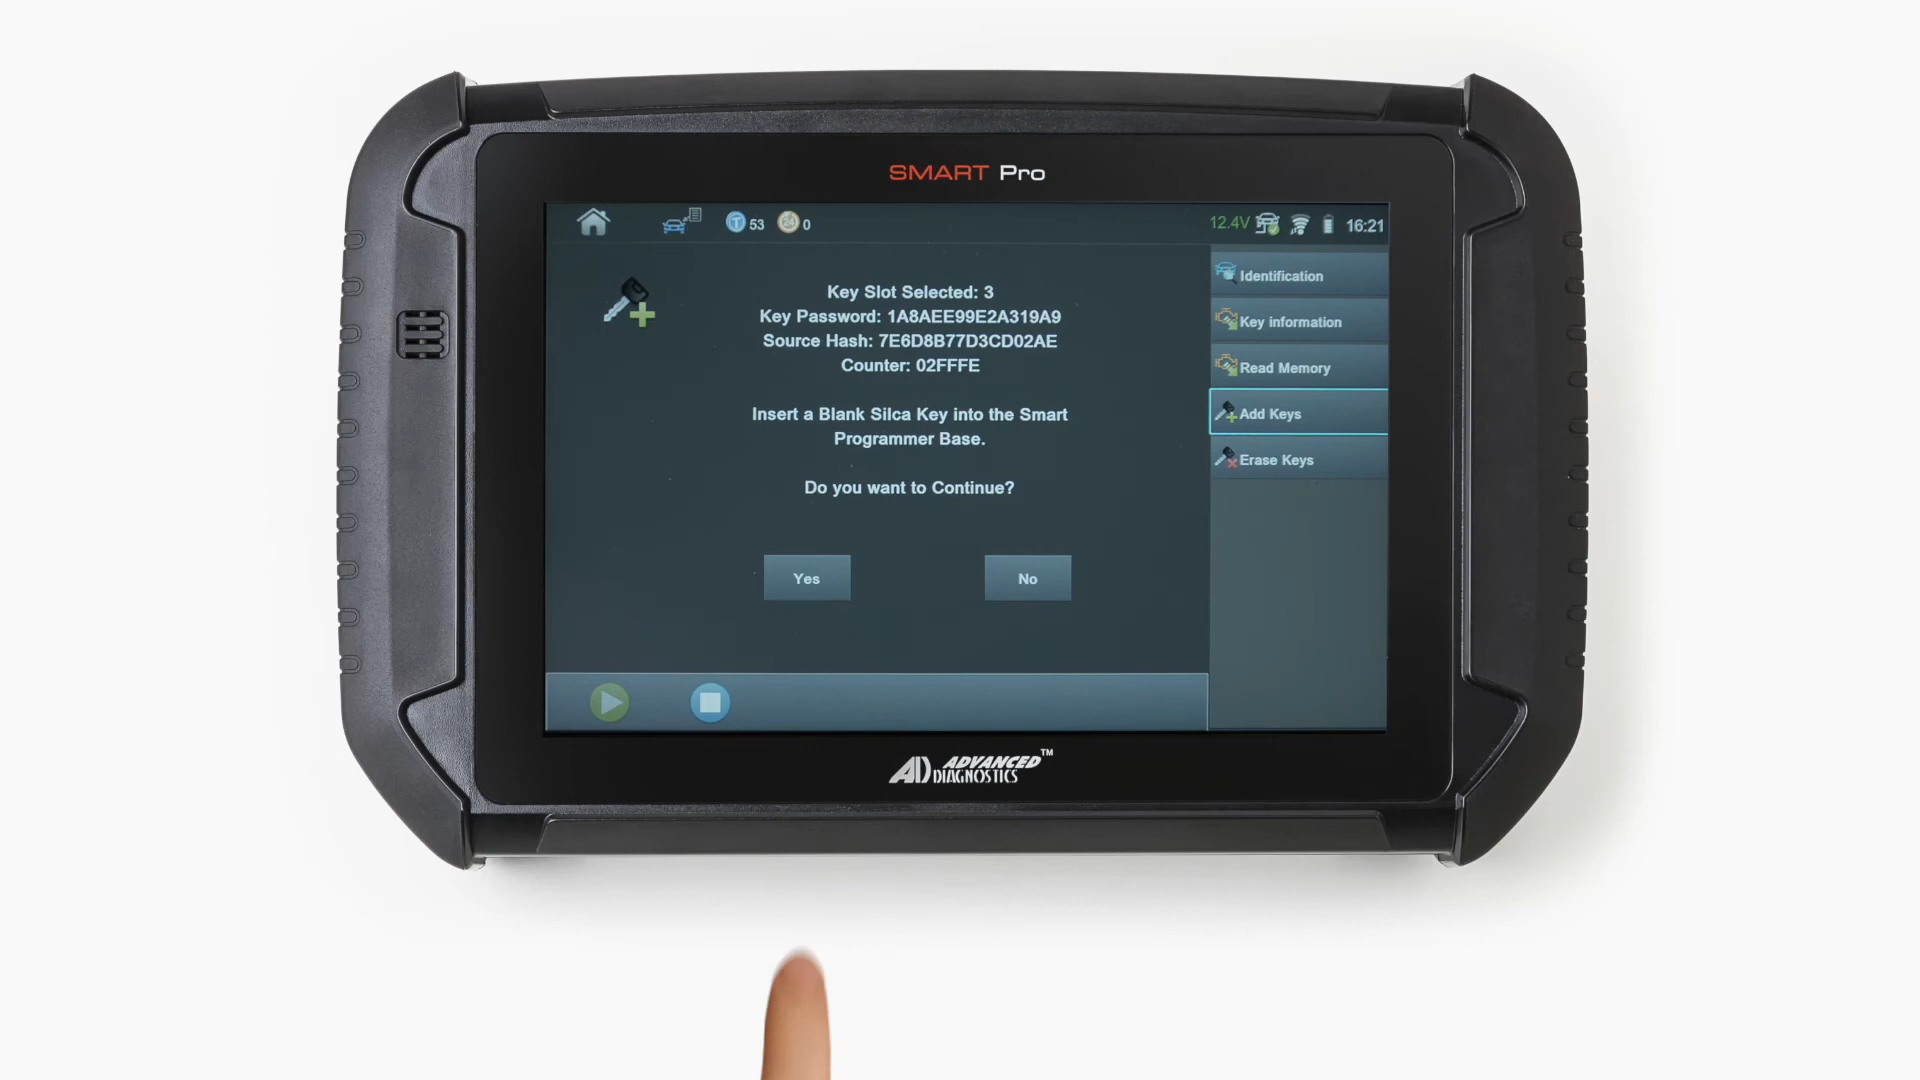 SMART Pro
53
0
12.4V
16:21
Key Slot Selected: 3
Key Password: 1A8AEE99E2A319A9
Source Hash: 7E6D8B77D3CD02AE
Counter: 02FFFE
Insert a Blank Silca Key into the Smart
Programmer Base.
Do you want to Continue?
Yes
No
Identification
Key information
Read Memory
Add Keys
Erase Keys
AD ADVANCED™
DIAGNOSTICS